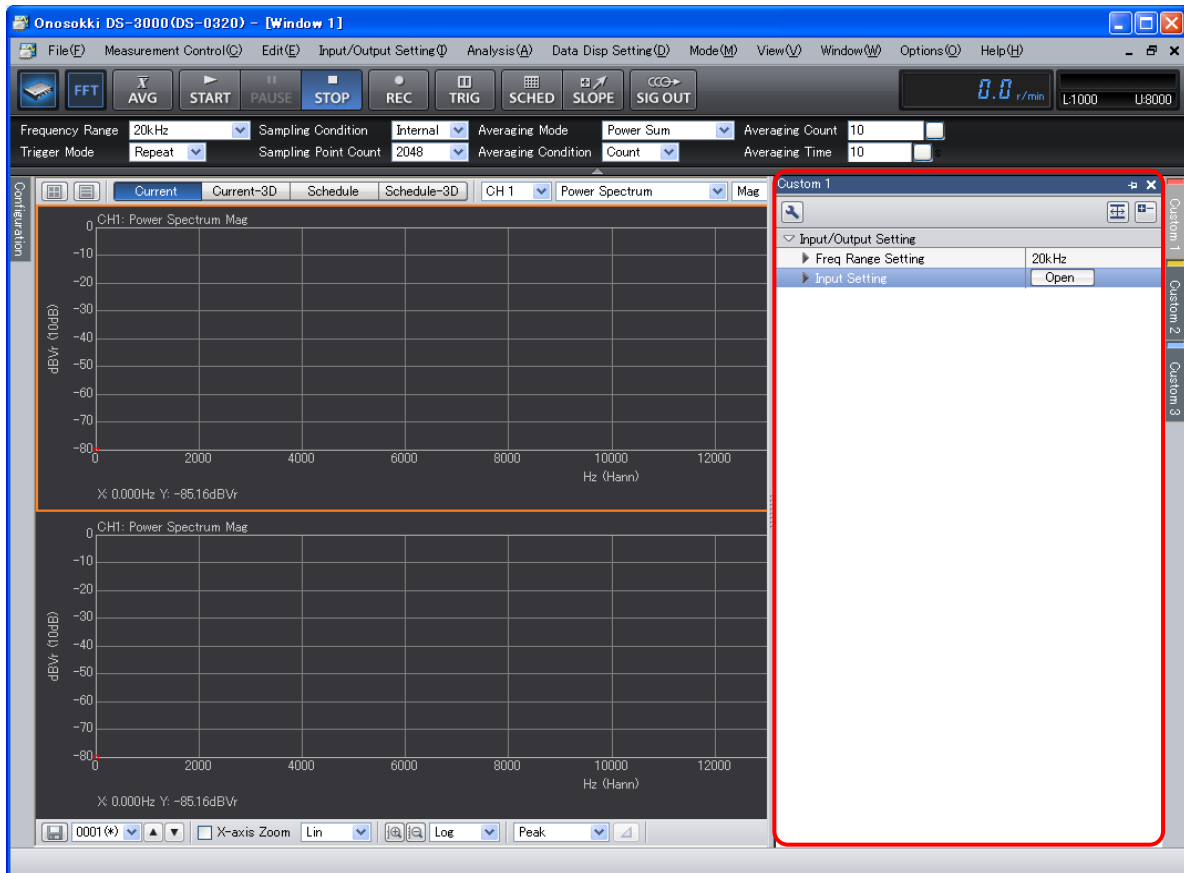 Onosokki DS-3000(DS-0320) - [Window 1]
File(F) Measurement Control(C) Edit(E) Input/Output Setting(I) Analysis(A) Data Disp Setting(D) Mode(M) View(V) Window(W) Options(O) Help(H)
FFT X AVG START PAUSE STOP REC TRIG SCHED SLOPE SIG OUT 0.0 r/min L:1000 U:8000
Frequency Range 20kHz Sampling Condition Internal Averaging Mode Power Sum Averaging Count 10
Trigger Mode Repeat Sampling Point Count 2048 Averaging Condition Count Averaging Time 10 s
Configuration
Current Current-3D Schedule Schedule-3D CH 1 Power Spectrum Mag
CH1: Power Spectrum Mag
0
-10
-20
-30
-40
-50
-60
-70
-80
dBVr (10dB)
0 2000 4000 6000 8000 10000 12000
Hz (Hann)
X: 0.000Hz Y: -85.16dBVr
CH1: Power Spectrum Mag
0
-10
-20
-30
-40
-50
-60
-70
-80
dBVr (10dB)
0 2000 4000 6000 8000 10000 12000
Hz (Hann)
X: 0.000Hz Y: -85.16dBVr
0001(*) X-axis Zoom Lin Log Peak
Custom 1
Input/Output Setting
Freq Range Setting 20kHz
Input Setting Open
Custom 1
Custom 2
Custom 3